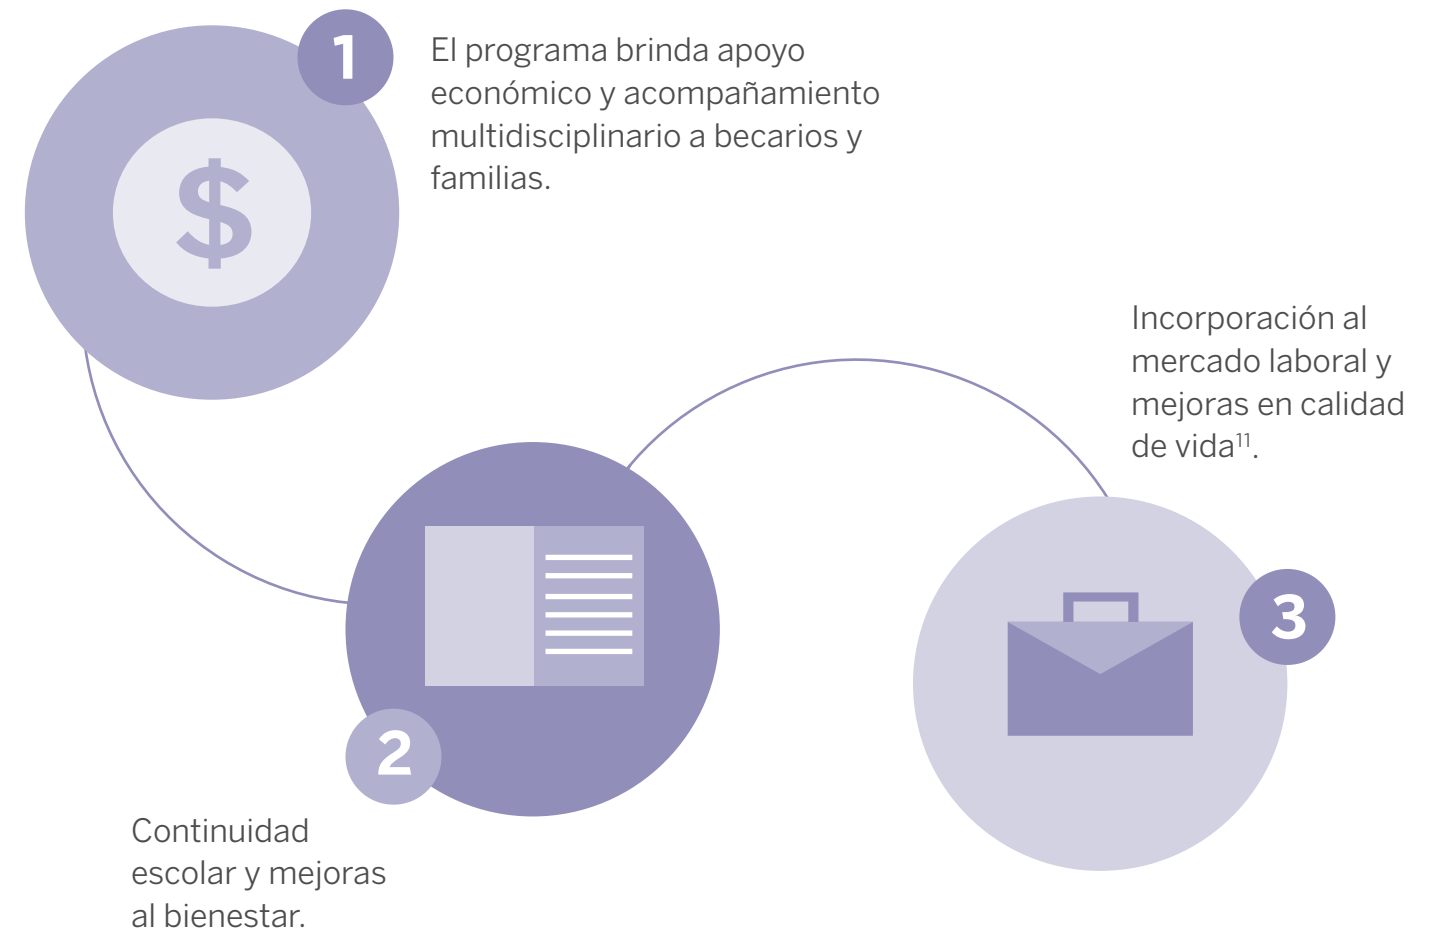 1
El programa brinda apoyo
económico y acompañamiento
multidisciplinario a becarios y
familias.
$
2
Continuidad
escolar y mejoras
al bienestar.
Incorporación al
mercado laboral y
mejoras en calidad
de vida¹¹.
3